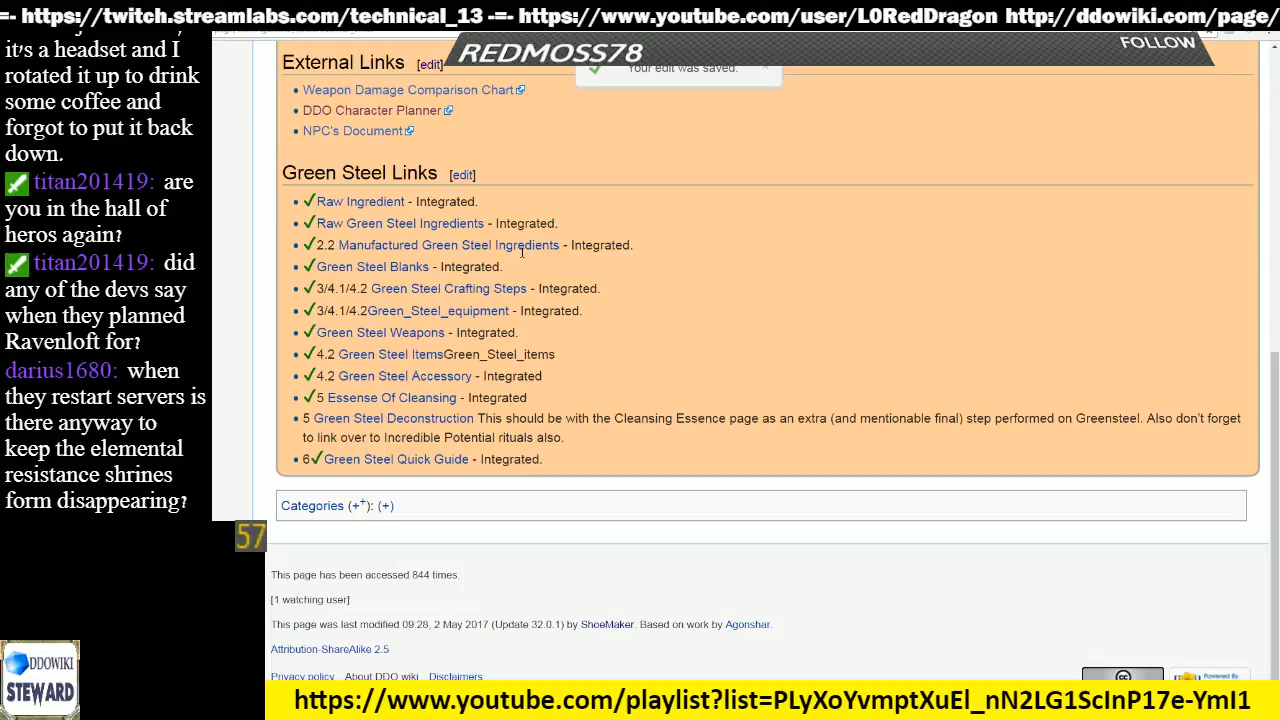 - https://twitch.streamlabs.com/technical_13 -=- https://www.youtube.com/user/L0RedDragon http://ddowiki.com/page/
it's a headset and I
rotated it up to drink
some coffee and
forgot to put it back
down.
titan201419: are
you in the hall of
heros again?
titan201419: did
any of the devs say
when they planned
Ravenloft for?
darius1680: when
they restart servers is
there anyway to
keep the elemental
resistance shrines
form disappearing?
57
DDOWIKI
STEWARD
REDMOSS78
FOLLOW
Your edit was saved.
External Links [edit]
Weapon Damage Comparison Chart
DDO Character Planner
NPC's Document
Green Steel Links [edit]
Raw Ingredient - Integrated.
Raw Green Steel Ingredients - Integrated.
2.2 Manufactured Green Steel Ingredients - Integrated.
Green Steel Blanks - Integrated.
3/4.1/4.2 Green Steel Crafting Steps - Integrated.
3/4.1/4.2Green_Steel_equipment - Integrated.
Green Steel Weapons - Integrated.
4.2 Green Steel ItemsGreen_Steel_items
4.2 Green Steel Accessory - Integrated
5 Essense Of Cleansing - Integrated
5 Green Steel Deconstruction This should be with the Cleansing Essence page as an extra (and mentionable final) step performed on Greensteel. Also don't forget
to link over to Incredible Potential rituals also.
6 Green Steel Quick Guide - Integrated.
Categories (++): (+)
This page has been accessed 844 times.
[1 watching user]
This page was last modified 09:28, 2 May 2017 (Update 32.0.1) by ShoeMaker. Based on work by Agonshar.
Attribution-ShareAlike 2.5
Privacy policy About DDO wiki Disclaimers
https://www.youtube.com/playlist?list=PLyXoYvmptXuEl_nN2LG1ScInP17e-YmI1